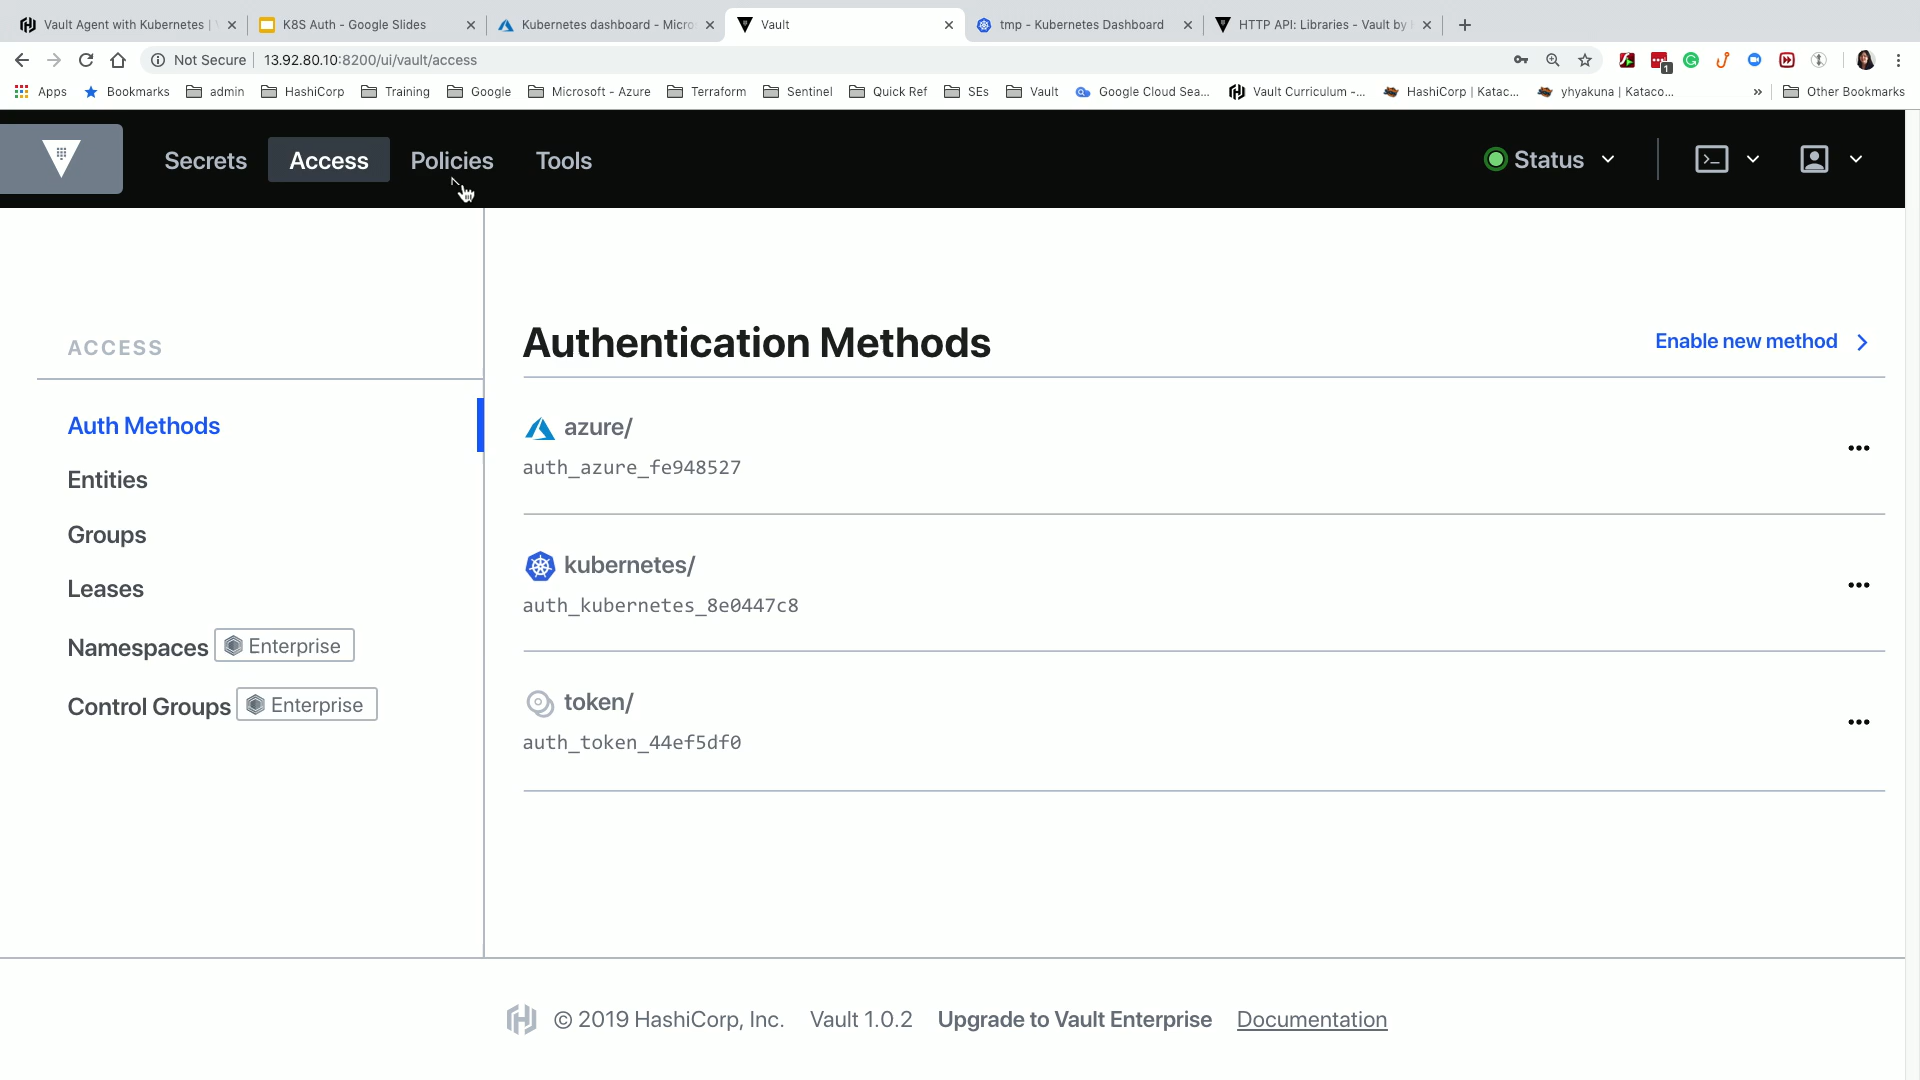 Vault Agent with Kubernetes |
K8S Auth - Google Slides
Kubernetes dashboard - Micro
Vault
tmp - Kubernetes Dashboard
HTTP API: Libraries - Vault by
Not Secure
13.92.80.10:8200/ui/vault/access
1
Apps
Bookmarks
admin
HashiCorp
Training
Google
Microsoft - Azure
Terraform
Sentinel
Quick Ref
SEs
Vault
Google Cloud Sea...
Vault Curriculum -...
HashiCorp | Katac...
yhyakuna | Kataco...
»
Other Bookmarks
Secrets
Access
Policies
Tools
Status
ACCESS
Auth Methods
Entities
Groups
Leases
Namespaces
Enterprise
Control Groups
Enterprise
Authentication Methods
Enable new method
azure/
auth_azure_fe948527
kubernetes/
auth_kubernetes_8e0447c8
token/
auth_token_44ef5df0
© 2019 HashiCorp, Inc.
Vault 1.0.2
Upgrade to Vault Enterprise
Documentation